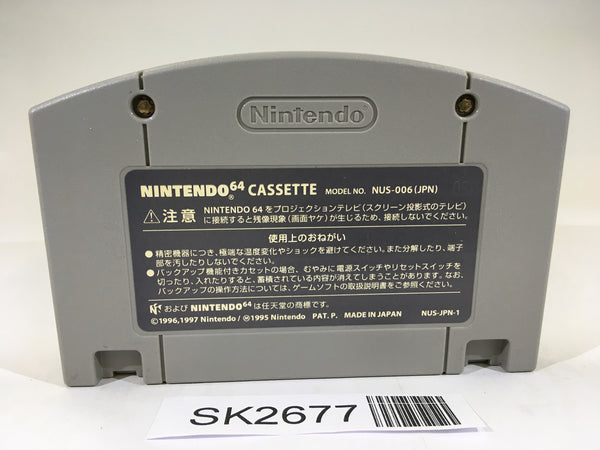 Nintendo
NINTENDO64® CASSETTE MODEL NO. NUS-006(JPN)
⚠注意 NINTENDO 64をプロジェクションテレビ(スクリーン投影式のテレビ)
に接続すると残像現象(画面ヤケ)が生じるため、接続しないでください。
使用上のおねがい
●精密機器につき、極端な温度変化やショックを避けてください。また分解したり、端子
部を汚したりしないでください。
●バックアップ機能付きカセットの場合、むやみに電源スイッチやリセットスイッチを
切ったり、入れたりすると、蓄積されている内容が消えてしまうことがあります。なお、
バックアップの操作方法については、ゲームソフトの取扱説明書をご参照ください。
N およびNINTENDO64は任天堂の商標です。
©1996,1997 Nintendo/Ⓜ1995 Nintendo PAT. P. MADE IN JAPAN NUS-JPN-1
SK2677